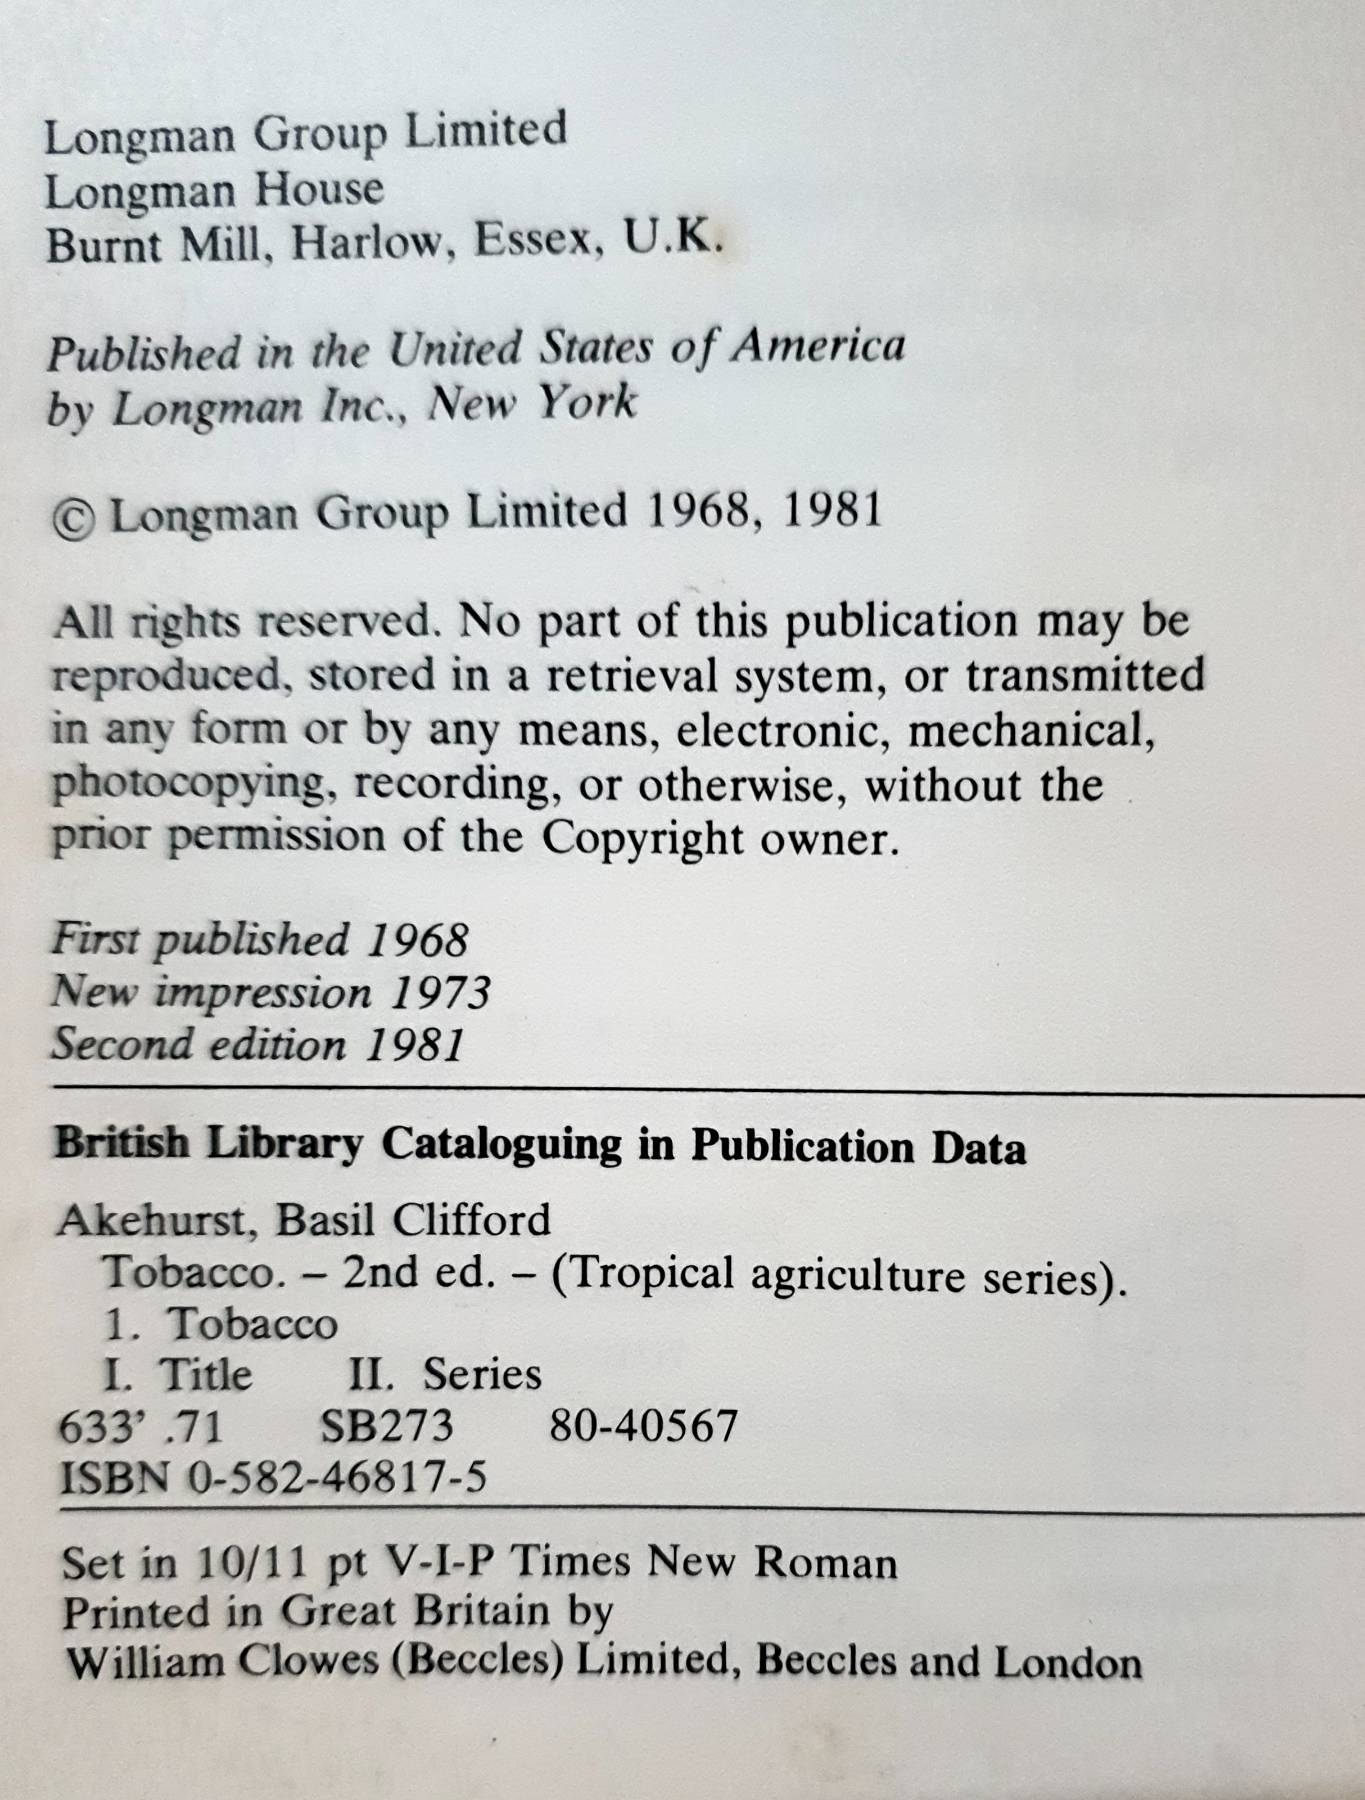 Longman Group Limited
Longman House
Burnt Mill, Harlow, Essex, U.K.
Published in the United States of America
by Longman Inc., New York
© Longman Group Limited 1968, 1981
All rights reserved. No part of this publication may be
reproduced, stored in a retrieval system, or transmitted
in any form or by any means, electronic, mechanical,
photocopying, recording, or otherwise, without the
prior permission of the Copyright owner.
First published 1968
New impression 1973
Second edition 1981
British Library Cataloguing in Publication Data
Akehurst, Basil Clifford
Tobacco. – 2nd ed. – (Tropical agriculture series).
1. Tobacco
I. Title II. Series
633’ .71 SB273 80-40567
ISBN 0-582-46817-5
Set in 10/11 pt V-I-P Times New Roman
Printed in Great Britain by
William Clowes (Beccles) Limited, Beccles and London